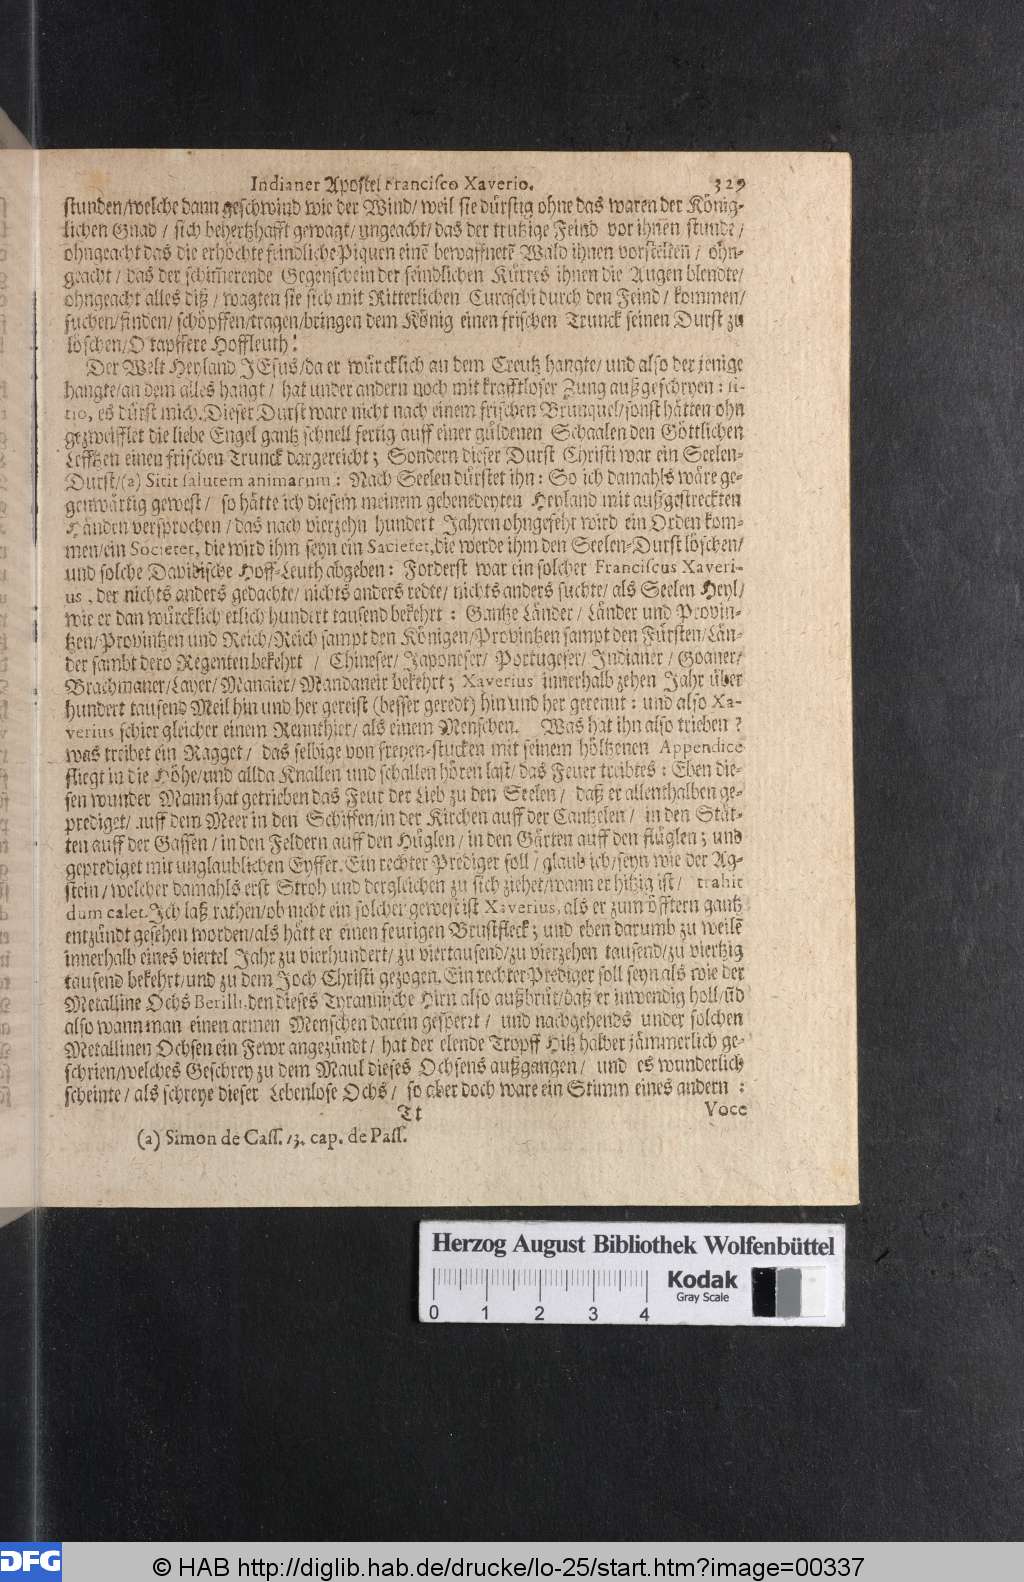 Indianer Apostel Francisco Xaverio. 329
stunden/welche dann geschwind wie der Wind/ weil sie dürstig ohne das waren der König-
lichen Gnad / sich behertzhafft gewagt/ ungeacht/ das der trutzige Feind vor ihnen stunde /
ohngeacht das die erhöchte feindliche Piquen einē bewaffnetē Wald ihnen vorstelten / ohn-
geacht / das der schim̄erende Gegenschein der feindlichen Kürres ihnen die Augen blendte/
ohngeacht alles diß / wagten sie sich mit Ritterlichen Curaschi durch den Feind / kommen/
suchen/finden/ schöpffen/tragen/bringen dem König einen frischen Trunck seinen Durst zu
löschen/O tapffere Hoffleuth!
Der Welt Heyland JEsus/da er würcklich an dem Creutz hangte/ und also der jenige
hangte/an dem alles hangt / hat under andern noch mit krafftloser Zung außgeschryen : si-
tio, es dürst mich. Dieser Durst ware nicht nach einem frischen Brunquel/sonst hätten ohn
gezweifflet die liebe Engel gantz schnell fertig auff einer güldenen Schaalen den Göttlichen
Lefftzen einen frischen Trunck dargereicht; Sondern dieser Durst Christi war ein Seelen-
Durst/(a) Sitit salutem animarum : Nach Seelen dürstet ihn : So ich damahls wäre ge-
genwärtig gewest / so hätte ich diesem meinem gebenedeyten Heyland mit außgestreckten
Händen versprochen / das nach vierzehn hundert Jahren ohngefehr wird ein Orden kom-
men/ein Societet, die wird ihm seyn ein Sacietet, die werde ihm den Seelen-Durst löschen/
und solche Davidische Hoff-Leuth abgeben : Forderst war ein solcher Franciscus Xaveri-
us , der nichts anders gedachte/ nichts anders redte/ nichts anders suchte/ als Seelen Heyl/
wie er dan würcklich etlich hundert tausend bekehrt : Gantze Länder / Länder und Provin-
tzen/Provintzen und Reich/Reich sampt den Königen/Provintzen sampt den Fürsten/Län-
der sambt dero Regenten bekehrt / Chineser/ Japoneser/ Portugeser/ Indianer / Goaner/
Brachmaner/Layer/Manaier/Mandaneir bekehrt; Xaverius innerhalb zehen Jahr über
hundert tausend Meil hin und her gereist (besser geredt) hin und her gerennt : und also Xa-
verius schier gleicher einem Rennthier/ als einem Menschen. Was hat ihn also trieben ?
was treibet ein Ragget/ das selbige von freyen-stucken mit seinem höltzenen Appendice
fliegt in die Höhe/und allda Knallen und schallen hören last/ das Feuer treibtes : Eben die-
sen wunder Mann hat getrieben das Feur der Lieb zu den Seelen / daß er allenthalben ge-
prediget/ auff dem Meer in den Schiffen/in der Kirchen auff der Cantzelen/ in den Stät-
ten auff der Gassen/ in den Feldern auff den Hüglen/ in den Gärten auff den flüglen; und
geprediget mit unglaublichen Eyffer. Ein rechter Prediger soll / glaub ich/seyn wie der Ag-
stein / welcher damahls erst Stroh und dergleichen zu sich ziehet/wann er hitzig ist / trahit
dum calet. Ich laß rathen/ob nicht ein solcher gewest ist Xaverius, als er zum öfftern gantz
entzündt gesehen worden/als hätt er einen feurigen Brustfleck; und eben darumb zu weilē
innerhalb eines viertel Jahr zu vierhundert/ zu viertausend/zu vierzehen tausend/zu viertzig
tausend bekehrt/und zu dem Joch Christi gezogen. Ein rechter Prediger soll seyn als wie der
Metalline Ochs Berilli, den dieses Tyrannische Hirn also außbrüt/daß er inwendig holl/uñd
also wann man einen armen Menschen darein gesperrt / und nachgehends under solchen
Metallinen Ochsen ein Fewr angezündt/ hat der elende Tropff Hitz halber jämmerlich ge-
schrien/welches Geschrey zu dem Maul dieses Ochsens außgangen / und es wunderlich
scheinte / als schreye dieser Lebenlose Ochs / so aber doch ware ein Stimm eines andern :
Tt Voce
(a) Simon de Cass. 13. cap. de Pass.
Herzog August Bibliothek Wolfenbüttel
Kodak
Gray Scale
0 1 2 3 4
DFG © HAB http://diglib.hab.de/drucke/lo-25/start.htm?image=00337